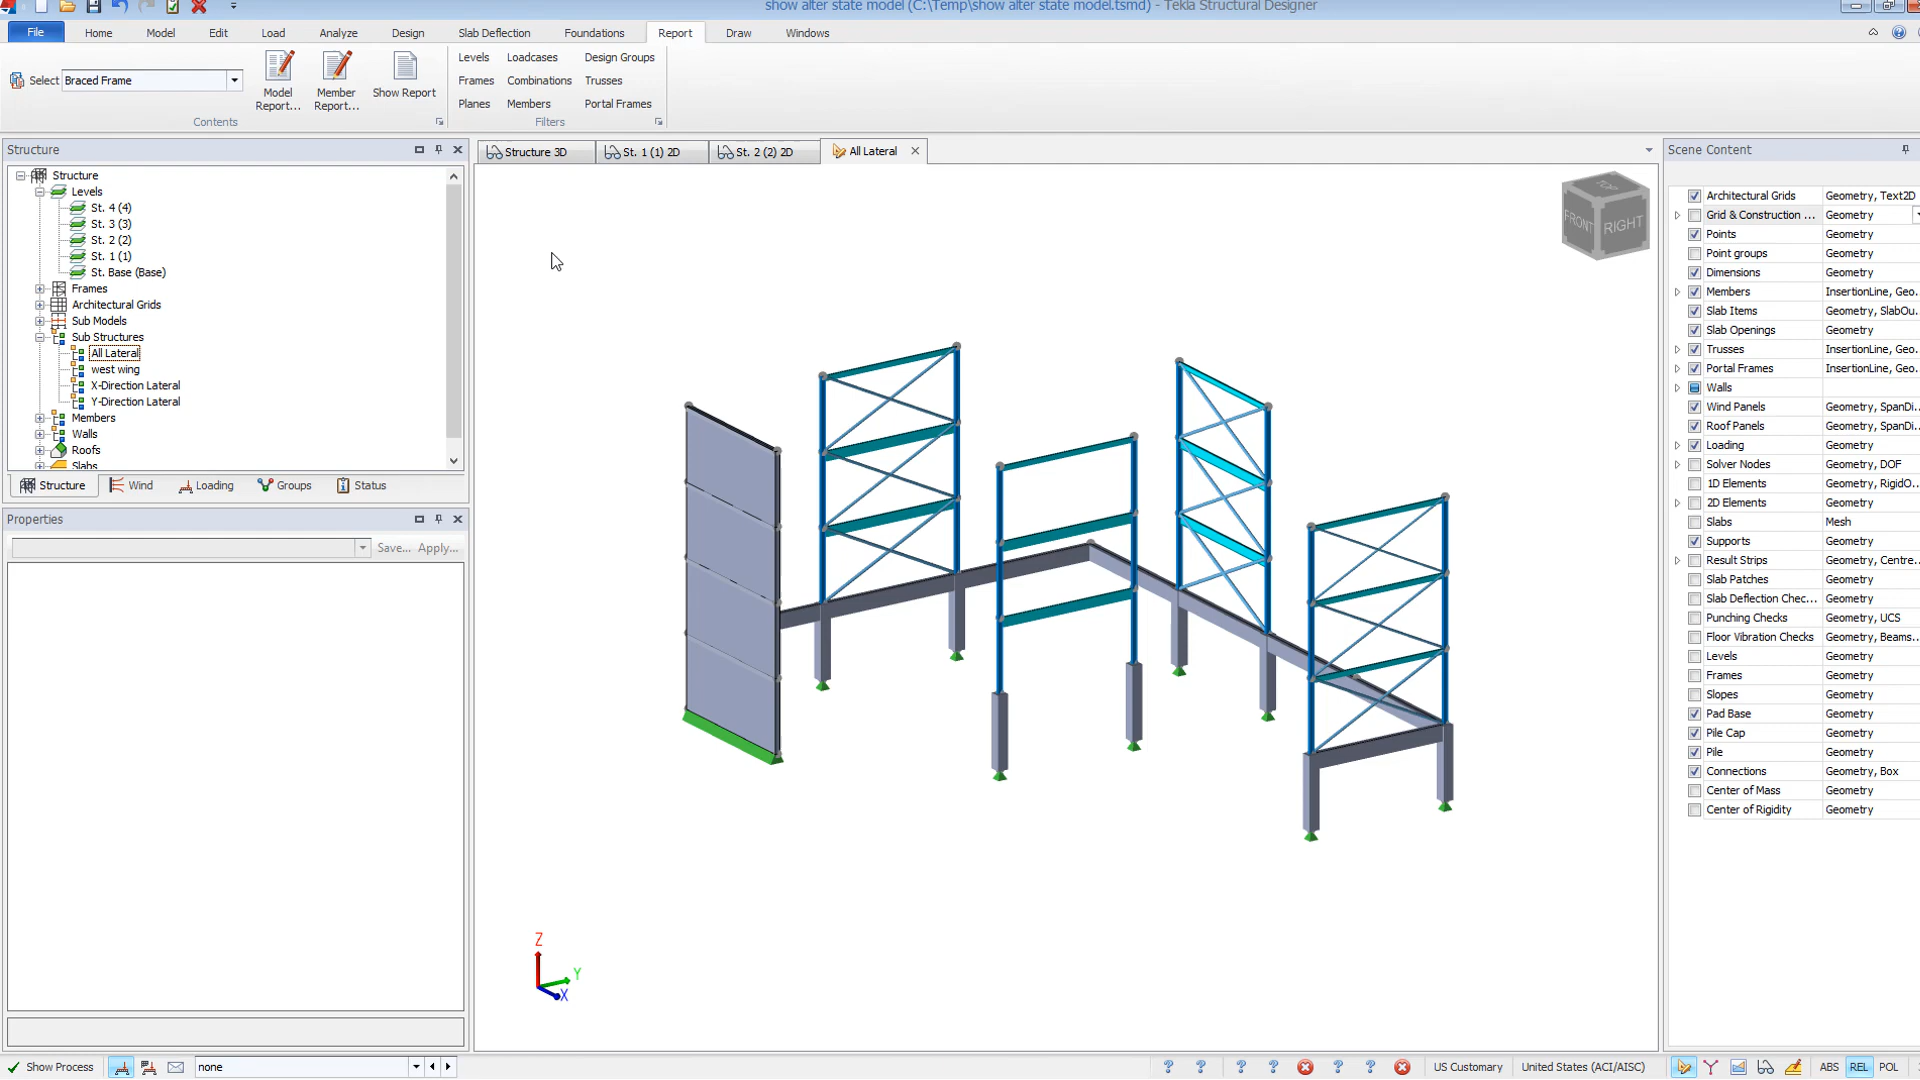 show alter state model (C:\Temp\show alter state model.tsmd) - Tekla Structural Designer
File Home Model Edit Load Analyze Design Slab Deflection Foundations Report Draw Windows
Select Braced Frame
Model Report...
Member Report...
Show Report
Levels Loadcases Design Groups
Frames Combinations Trusses
Planes Members Portal Frames
Contents Filters
Structure
Structure
Levels
St. 4 (4)
St. 3 (3)
St. 2 (2)
St. 1 (1)
St. Base (Base)
Frames
Architectural Grids
Sub Models
Sub Structures
All Lateral
west wing
X-Direction Lateral
Y-Direction Lateral
Members
Walls
Roofs
Slabs
Structure Wind Loading Groups Status
Properties
Save... Apply...
Structure 3D St. 1 (1) 2D St. 2 (2) 2D All Lateral
TOP
FRONT RIGHT
Z
Y
X
Scene Content
Architectural Grids Geometry, Text2D
Grid & Construction ... Geometry
Points Geometry
Point groups Geometry
Dimensions Geometry
Members InsertionLine, Geo...
Slab Items Geometry, SlabOu...
Slab Openings Geometry
Trusses InsertionLine, Geo...
Portal Frames InsertionLine, Geo...
Walls
Wind Panels Geometry, SpanDi...
Roof Panels Geometry, SpanDi...
Loading Geometry
Solver Nodes Geometry, DOF
1D Elements Geometry, RigidO...
2D Elements Geometry
Slabs Mesh
Supports Geometry
Result Strips Geometry, Centre...
Slab Patches Geometry
Slab Deflection Chec... Geometry
Punching Checks Geometry, UCS
Floor Vibration Checks Geometry, Beams...
Levels Geometry
Frames Geometry
Slopes Geometry
Pad Base Geometry
Pile Cap Geometry
Pile Geometry
Connections Geometry, Box
Center of Mass Geometry
Center of Rigidity Geometry
Show Process none US Customary United States (ACI/AISC) ABS REL POL